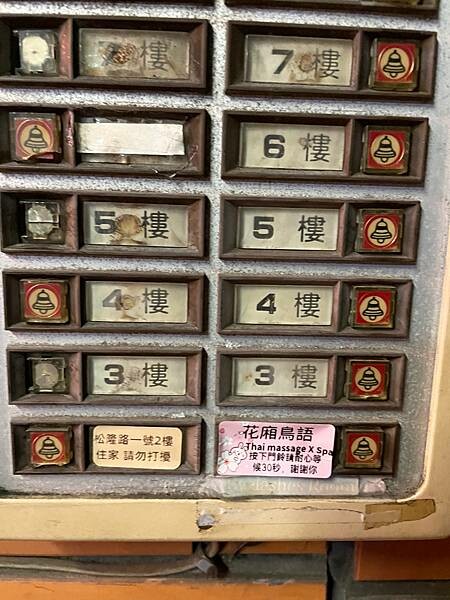 7樓
樓
6樓
5樓
5樓
4樓
4樓
3樓
3樓
松隆路一號2樓
住家 請勿打擾
花廂鳥語
Thai massage X Spa
按下門鈴請耐心等
候30秒，謝謝你